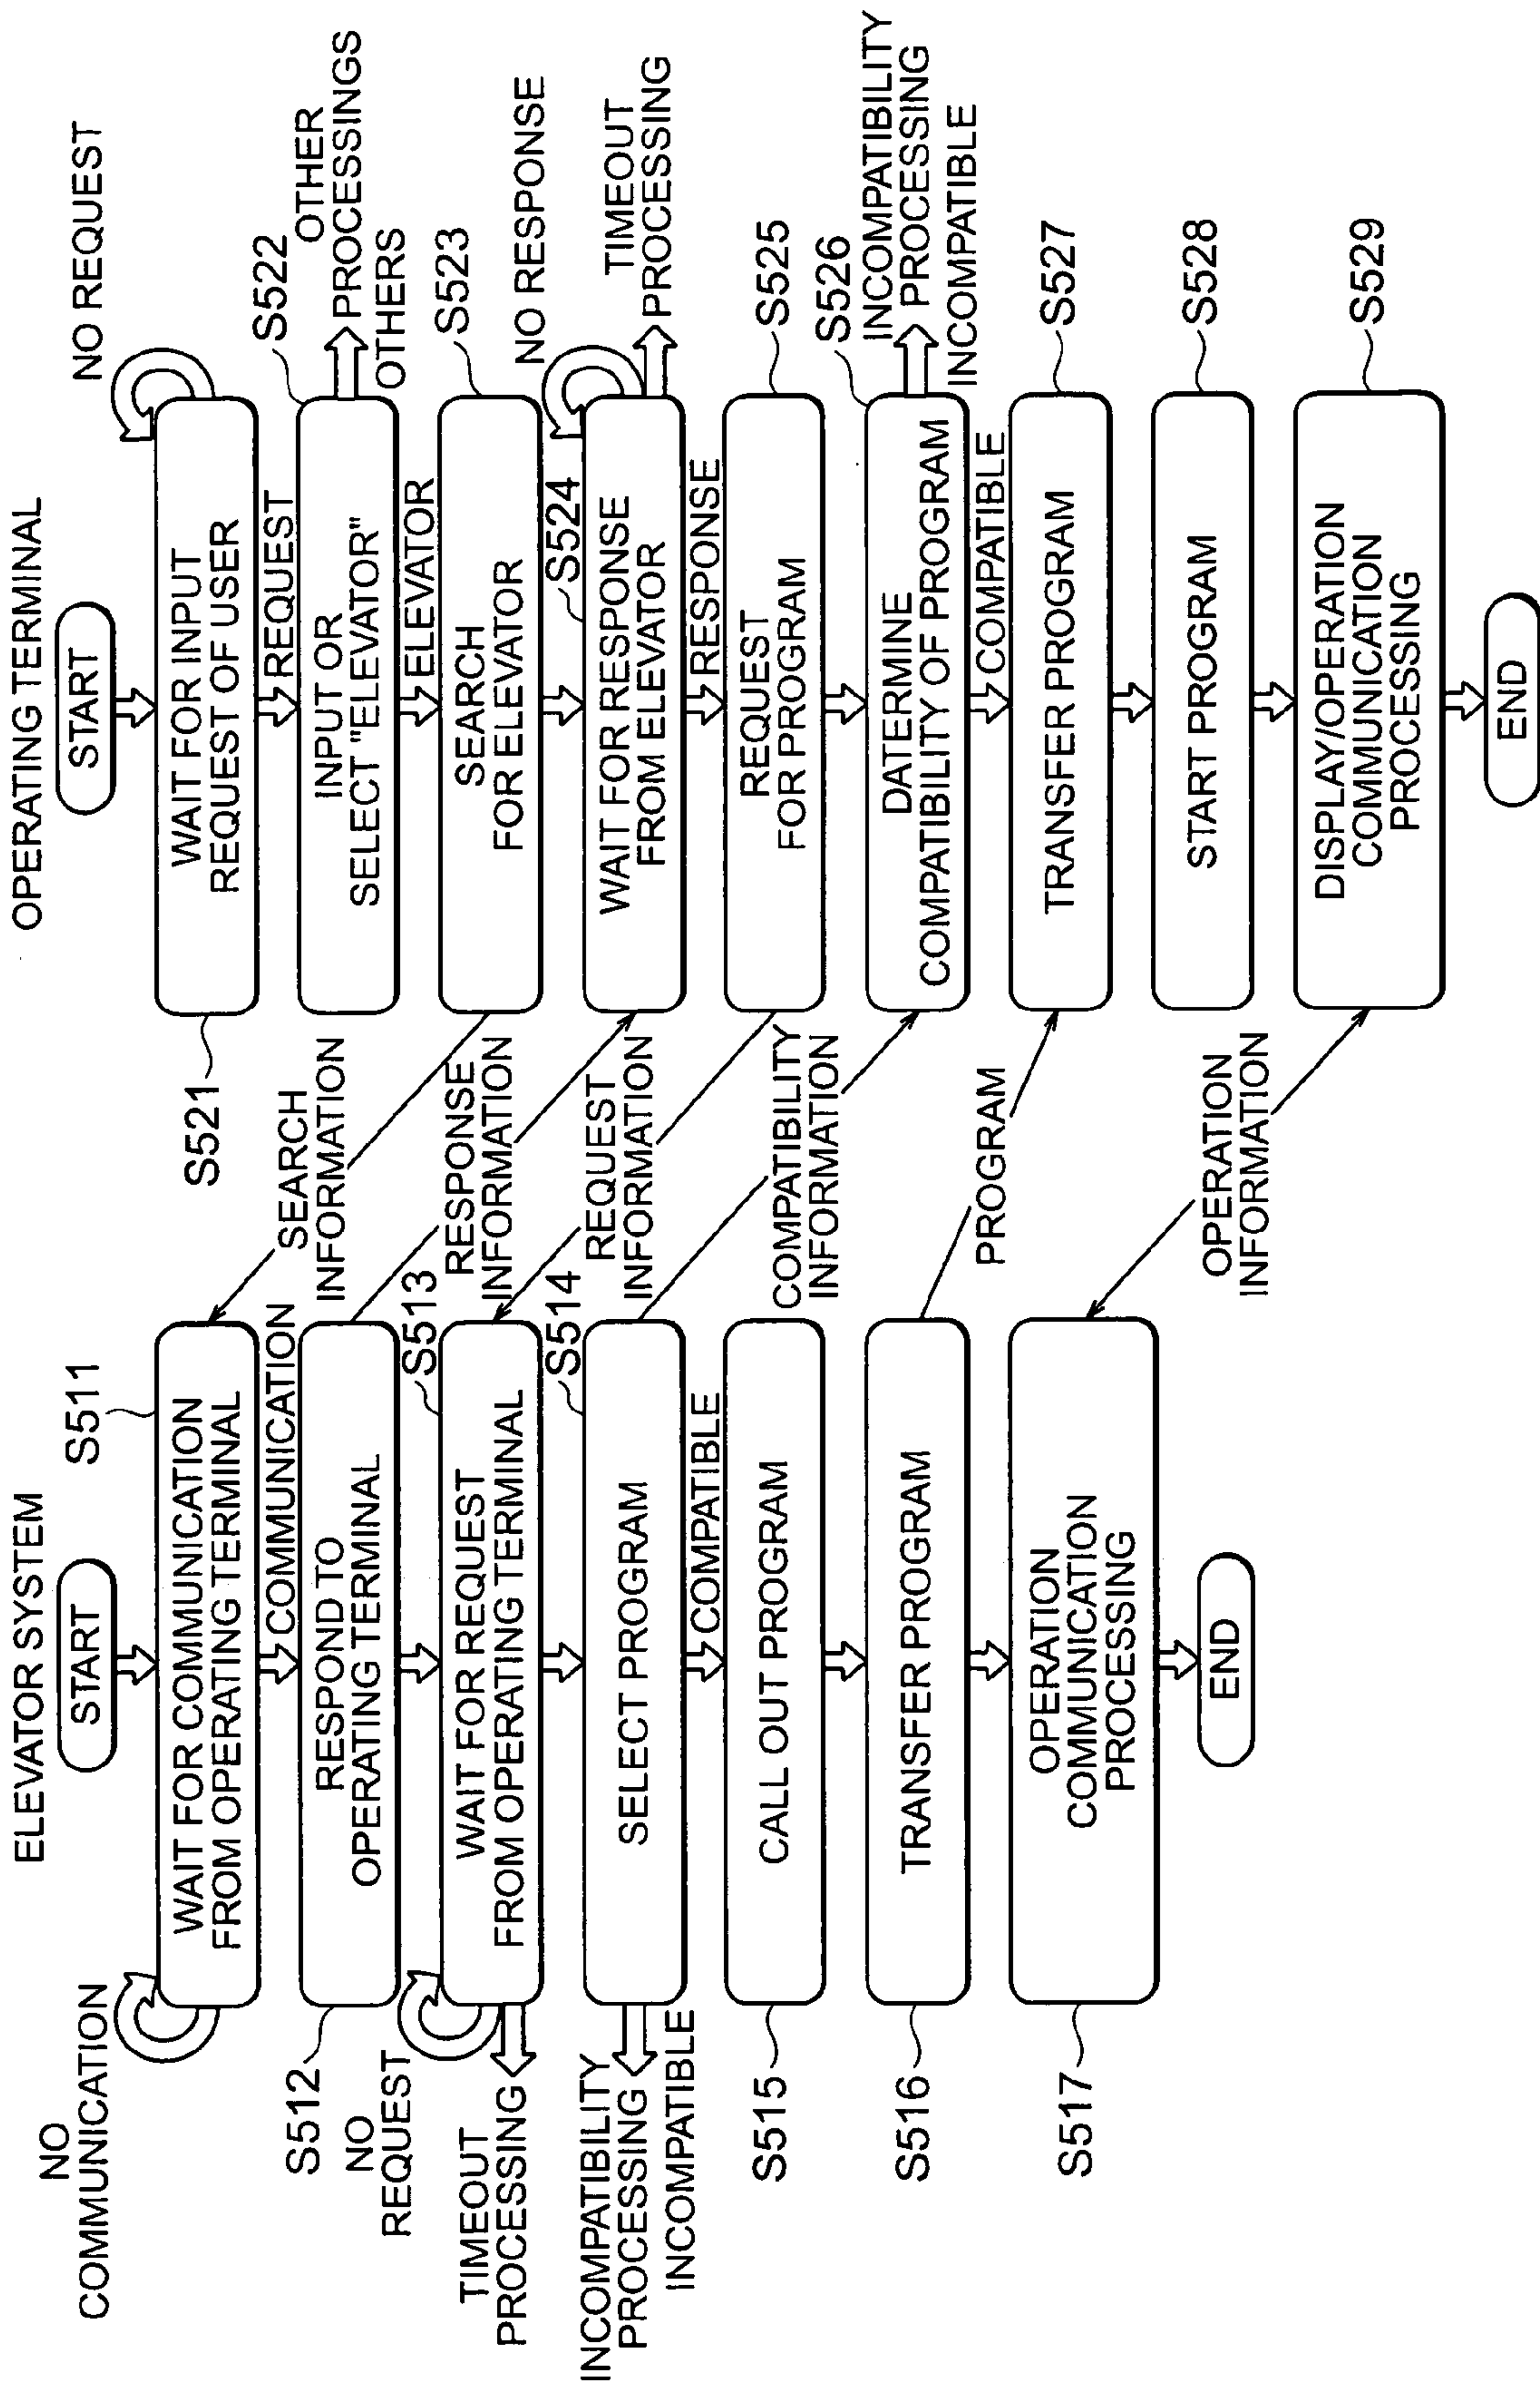 ELEVATOR SYSTEM
START
S511
NO
COMMUNICATION
WAIT FOR COMMUNICATION
FROM OPERATING TERMINAL
COMMUNICATION
S512
RESPOND TO
OPERATING TERMINAL
NO
REQUEST
S513
WAIT FOR REQUEST
FROM OPERATING TERMINAL
TIMEOUT
PROCESSING
S514
SELECT PROGRAM
INCOMPATIBILITY
PROCESSING
INCOMPATIBLE
COMPATIBLE
S515
CALL OUT PROGRAM
S516
TRANSFER PROGRAM
S517
OPERATION
COMMUNICATION
PROCESSING
END
SEARCH
INFORMATION
RESPONSE
INFORMATION
REQUEST
INFORMATION
COMPATIBILITY
INFORMATION
PROGRAM
OPERATION
INFORMATION
OPERATING TERMINAL
START
NO REQUEST
S521
WAIT FOR INPUT
REQUEST OF USER
REQUEST
S522
INPUT OR
SELECT "ELEVATOR"
OTHER
PROCESSINGS
OTHERS
ELEVATOR
S523
SEARCH
FOR ELEVATOR
NO RESPONSE
S524
WAIT FOR RESPONSE
FROM ELEVATOR
TIMEOUT
PROCESSING
RESPONSE
S525
REQUEST
FOR PROGRAM
S526
DATERMINE
COMPATIBILITY OF PROGRAM
INCOMPATIBILITY
PROCESSING
INCOMPATIBLE
COMPATIBLE
S527
TRANSFER PROGRAM
S528
START PROGRAM
S529
DISPLAY/OPERATION
COMMUNICATION
PROCESSING
END